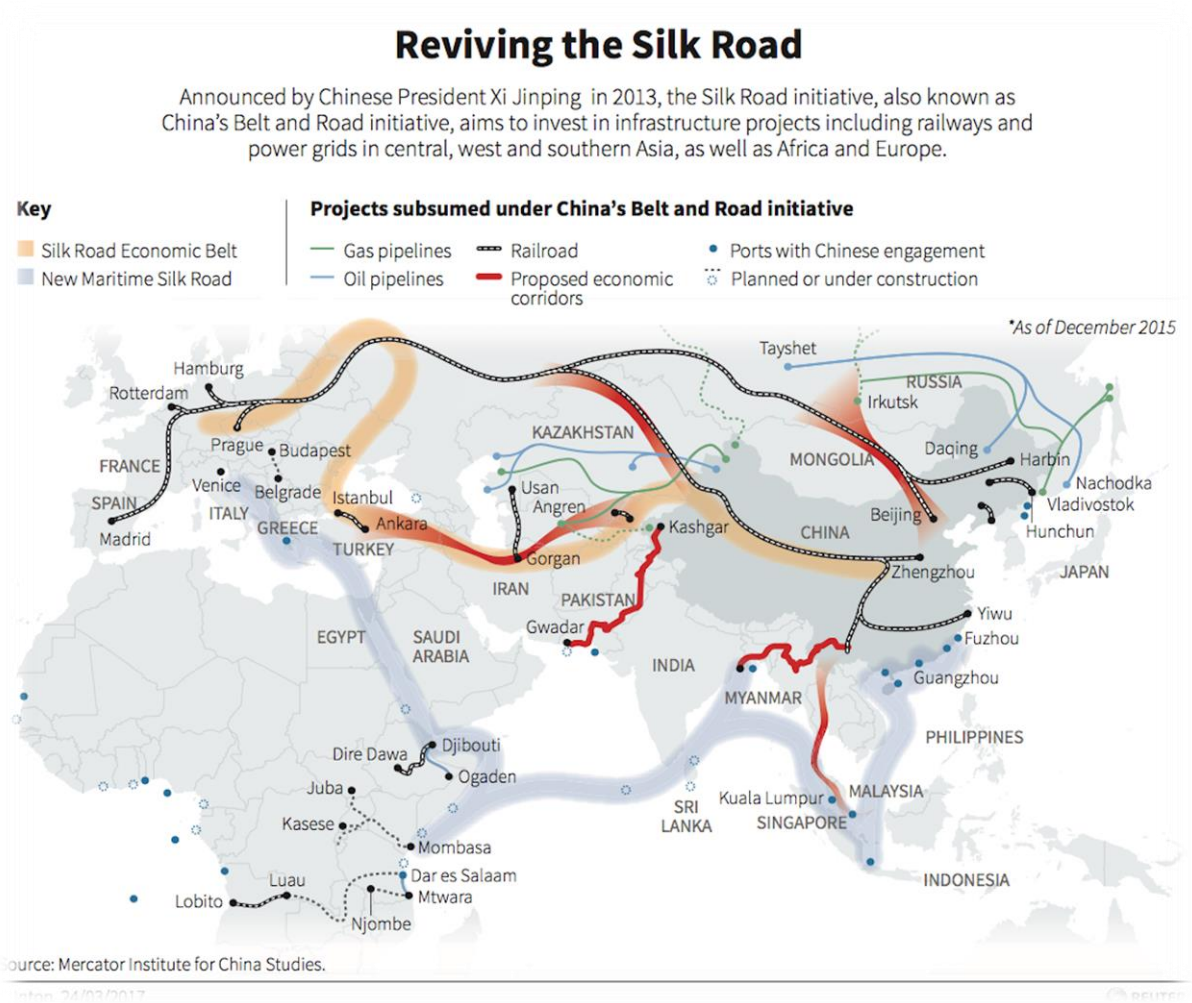 Reviving the Silk Road
Announced by Chinese President Xi Jinping in 2013, the Silk Road initiative, also known as
China's Belt and Road initiative, aims to invest in infrastructure projects including railways and
power grids in central, west and southern Asia, as well as Africa and Europe.
Key
Silk Road Economic Belt
New Maritime Silk Road
Projects subsumed under China's Belt and Road initiative
Gas pipelines
Oil pipelines
Railroad
Proposed economic
corridors
Ports with Chinese engagement
Planned or under construction
*As of December 2015
Tayshet
Hamburg
Rotterdam
RUSSIA
Irkutsk
KAZAKHSTAN
Prague
Budapest
Daqing
Harbin
MONGOLIA
FRANCE
Venice
Belgrade
Usan
Nachodka
SPAIN
Istanbul
Angren
Vladivostok
ITALY
GREECE
Ankara
Kashgar
Beijing
CHINA
Hunchun
Madrid
TURKEY
Gorgan
Zhengzhou
JAPAN
IRAN
PAKISTAN
Yiwu
Gwadar
Fuzhou
EGYPT
SAUDI
ARABIA
INDIA
Guangzhou
MYANMAR
PHILIPPINES
Djibouti
Dire Dawa
Ogaden
Juba
Kuala Lumpur
MALAYSIA
SRI
LANKA
SINGAPORE
Kasese
Mombasa
Dar es Salaam
INDONESIA
Luau
Lobito
Mtwara
Njombe
Source: Mercator Institute for China Studies.
24/03/2017
REUTERS